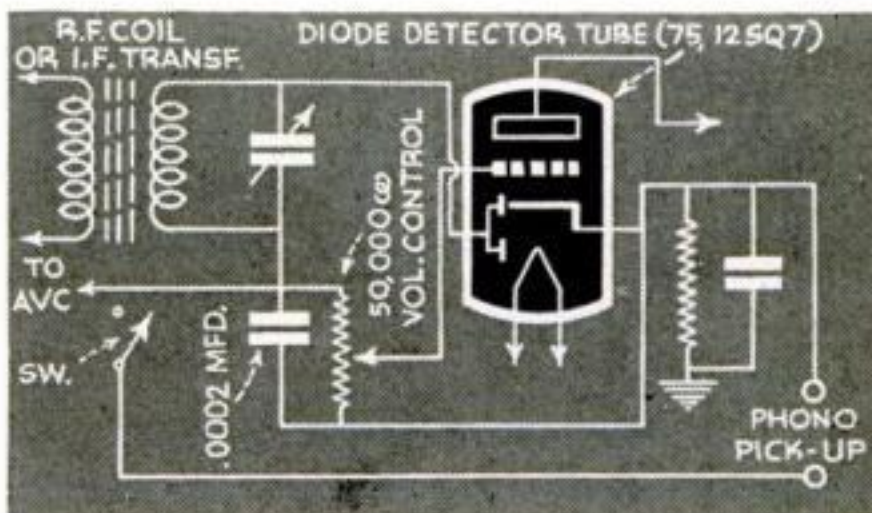 R.F. COIL
OR I.F. TRANSF.
DIODE DETECTOR TUBE (75, 12SQ7)
TO
AVC
SW.
.0002 MFD.
50,000 ω
VOL. CONTROL
PHONO
PICK-UP